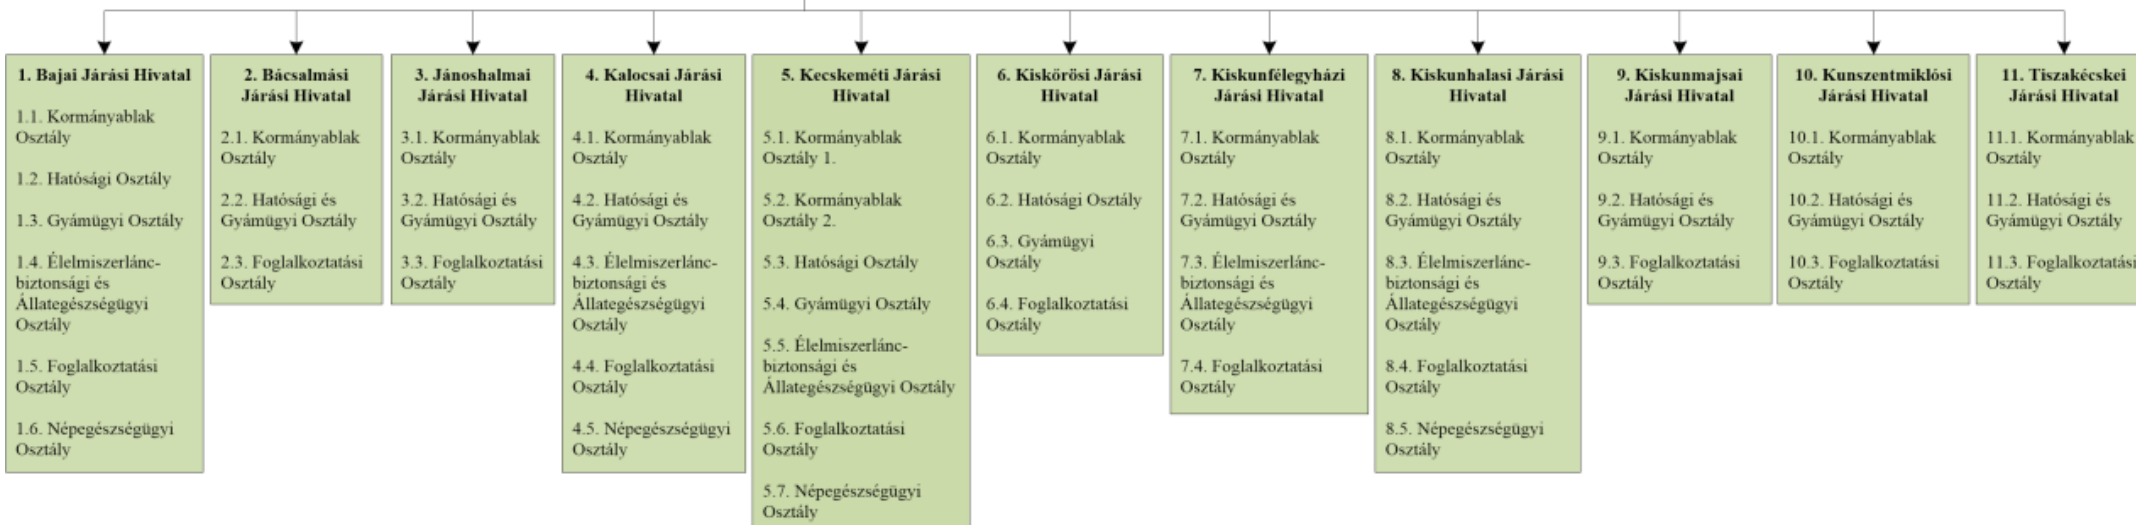 1. Bajai Járási Hivatal
1.1. Kormányablak
Osztály
1.2. Hatósági Osztály
1.3. Gyámügyi Osztály
1.4. Élelmiszerlánc-
biztonsági és
Állategészségügyi
Osztály
1.5. Foglalkoztatási
Osztály
1.6. Népegészségügyi
Osztály
2. Bácsalmási
Járási Hivatal
2.1. Kormányablak
Osztály
2.2. Hatósági és
Gyámügyi Osztály
2.3. Foglalkoztatási
Osztály
3. Jánoshalmai
Járási Hivatal
3.1. Kormányablak
Osztály
3.2. Hatósági és
Gyámügyi Osztály
3.3. Foglalkoztatási
Osztály
4. Kalocsai Járási
Hivatal
4.1. Kormányablak
Osztály
4.2. Hatósági és
Gyámügyi Osztály
4.3. Élelmiszerlánc-
biztonsági és
Állategészségügyi
Osztály
4.4. Foglalkoztatási
Osztály
4.5. Népegészségügyi
Osztály
5. Kecskeméti Járási
Hivatal
5.1. Kormányablak
Osztály 1.
5.2. Kormányablak
Osztály 2.
5.3. Hatósági Osztály
5.4. Gyámügyi Osztály
5.5. Élelmiszerlánc-
biztonsági és
Állategészségügyi Osztály
5.6. Foglalkoztatási
Osztály
5.7. Népegészségügyi
Osztály
6. Kiskőrösi Járási
Hivatal
6.1. Kormányablak
Osztály
6.2. Hatósági Osztály
6.3. Gyámügyi
Osztály
6.4. Foglalkoztatási
Osztály
7. Kiskunfélegyházi
Járási Hivatal
7.1. Kormányablak
Osztály
7.2. Hatósági és
Gyámügyi Osztály
7.3. Élelmiszerlánc-
biztonsági és
Állategészségügyi
Osztály
7.4. Foglalkoztatási
Osztály
8. Kiskunhalasi Járási
Hivatal
8.1. Kormányablak
Osztály
8.2. Hatósági és
Gyámügyi Osztály
8.3. Élelmiszerlánc-
biztonsági és
Állategészségügyi
Osztály
8.4. Foglalkoztatási
Osztály
8.5. Népegészségügyi
Osztály
9. Kiskunmajsai
Járási Hivatal
9.1. Kormányablak
Osztály
9.2. Hatósági és
Gyámügyi Osztály
9.3. Foglalkoztatási
Osztály
10. Kunszentmiklósi
Járási Hivatal
10.1. Kormányablak
Osztály
10.2. Hatósági és
Gyámügyi Osztály
10.3. Foglalkoztatási
Osztály
11. Tiszakécskei
Járási Hivatal
11.1. Kormányablak
Osztály
11.2. Hatósági és
Gyámügyi Osztály
11.3. Foglalkoztatási
Osztály